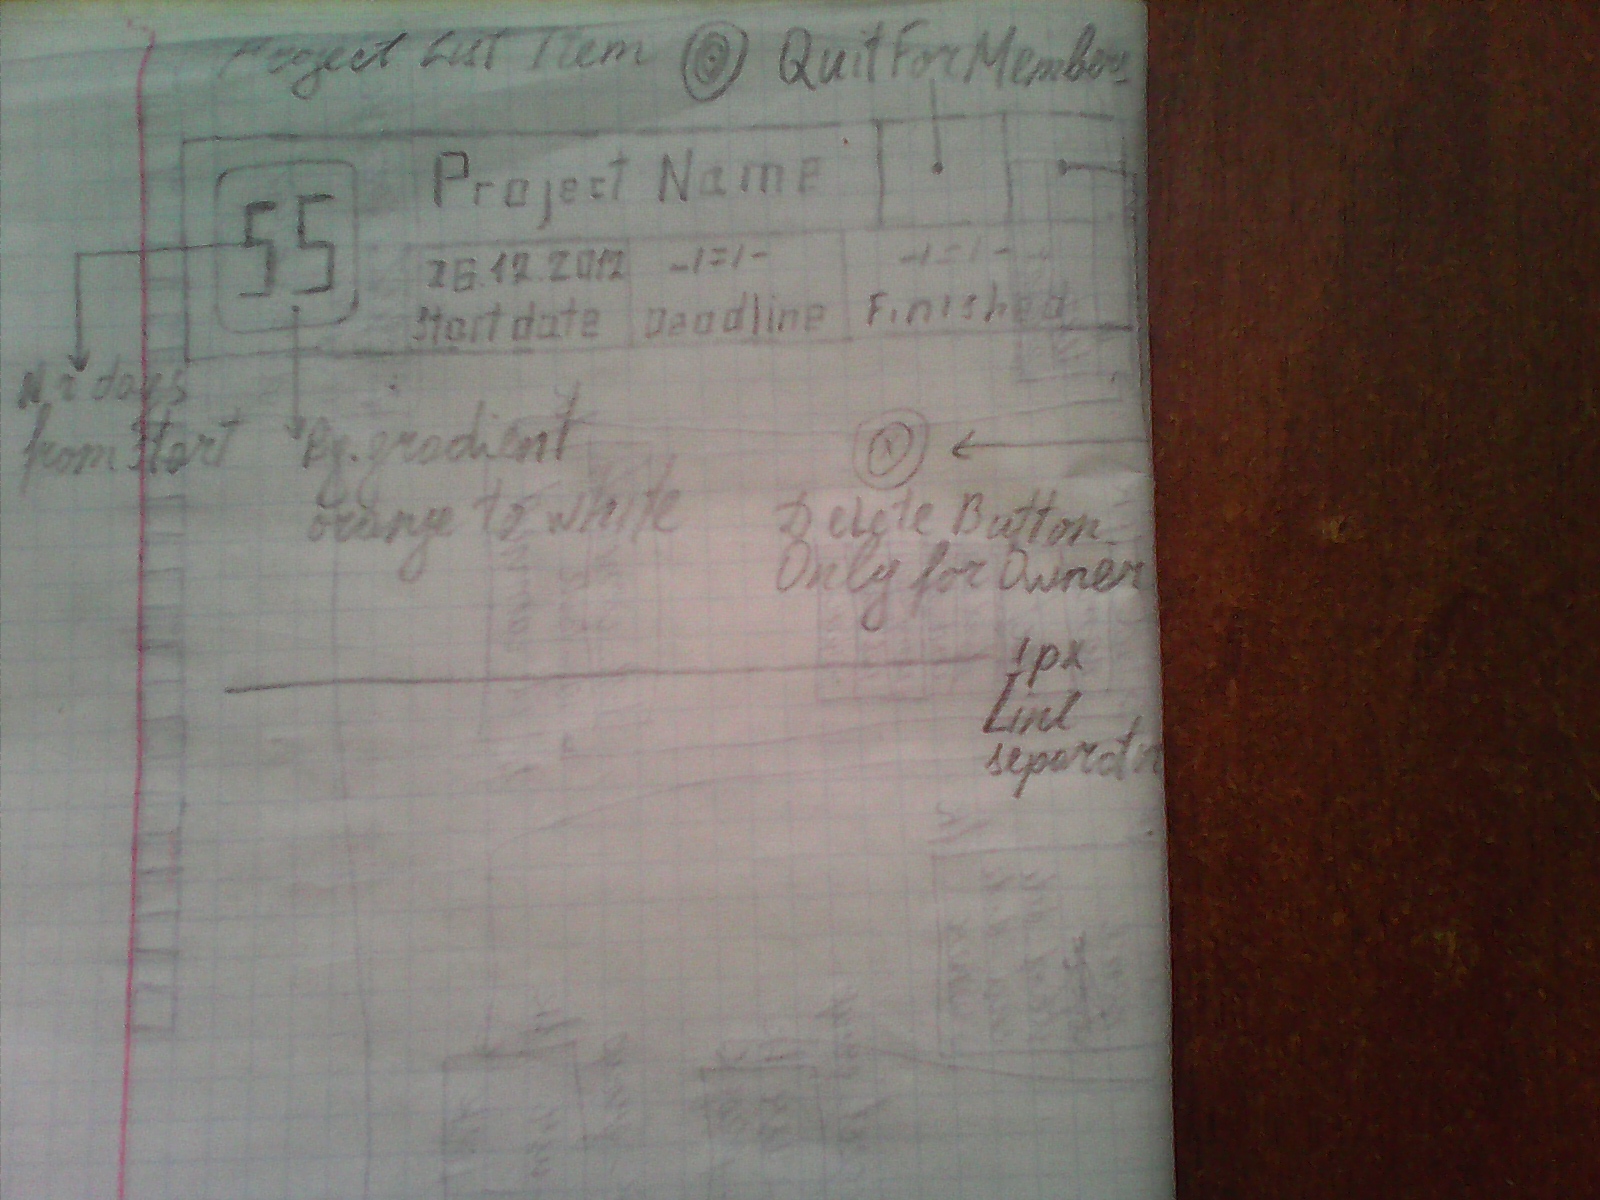 Project List Item QuitForMember
55
Project Name
26.12.2012 -1=1- -1=1-
Start date Deadline Finished
Nr days
from Start
Bg. gradient
orange to white
X
Delete Button
Only for Owner
1px
Line
separator